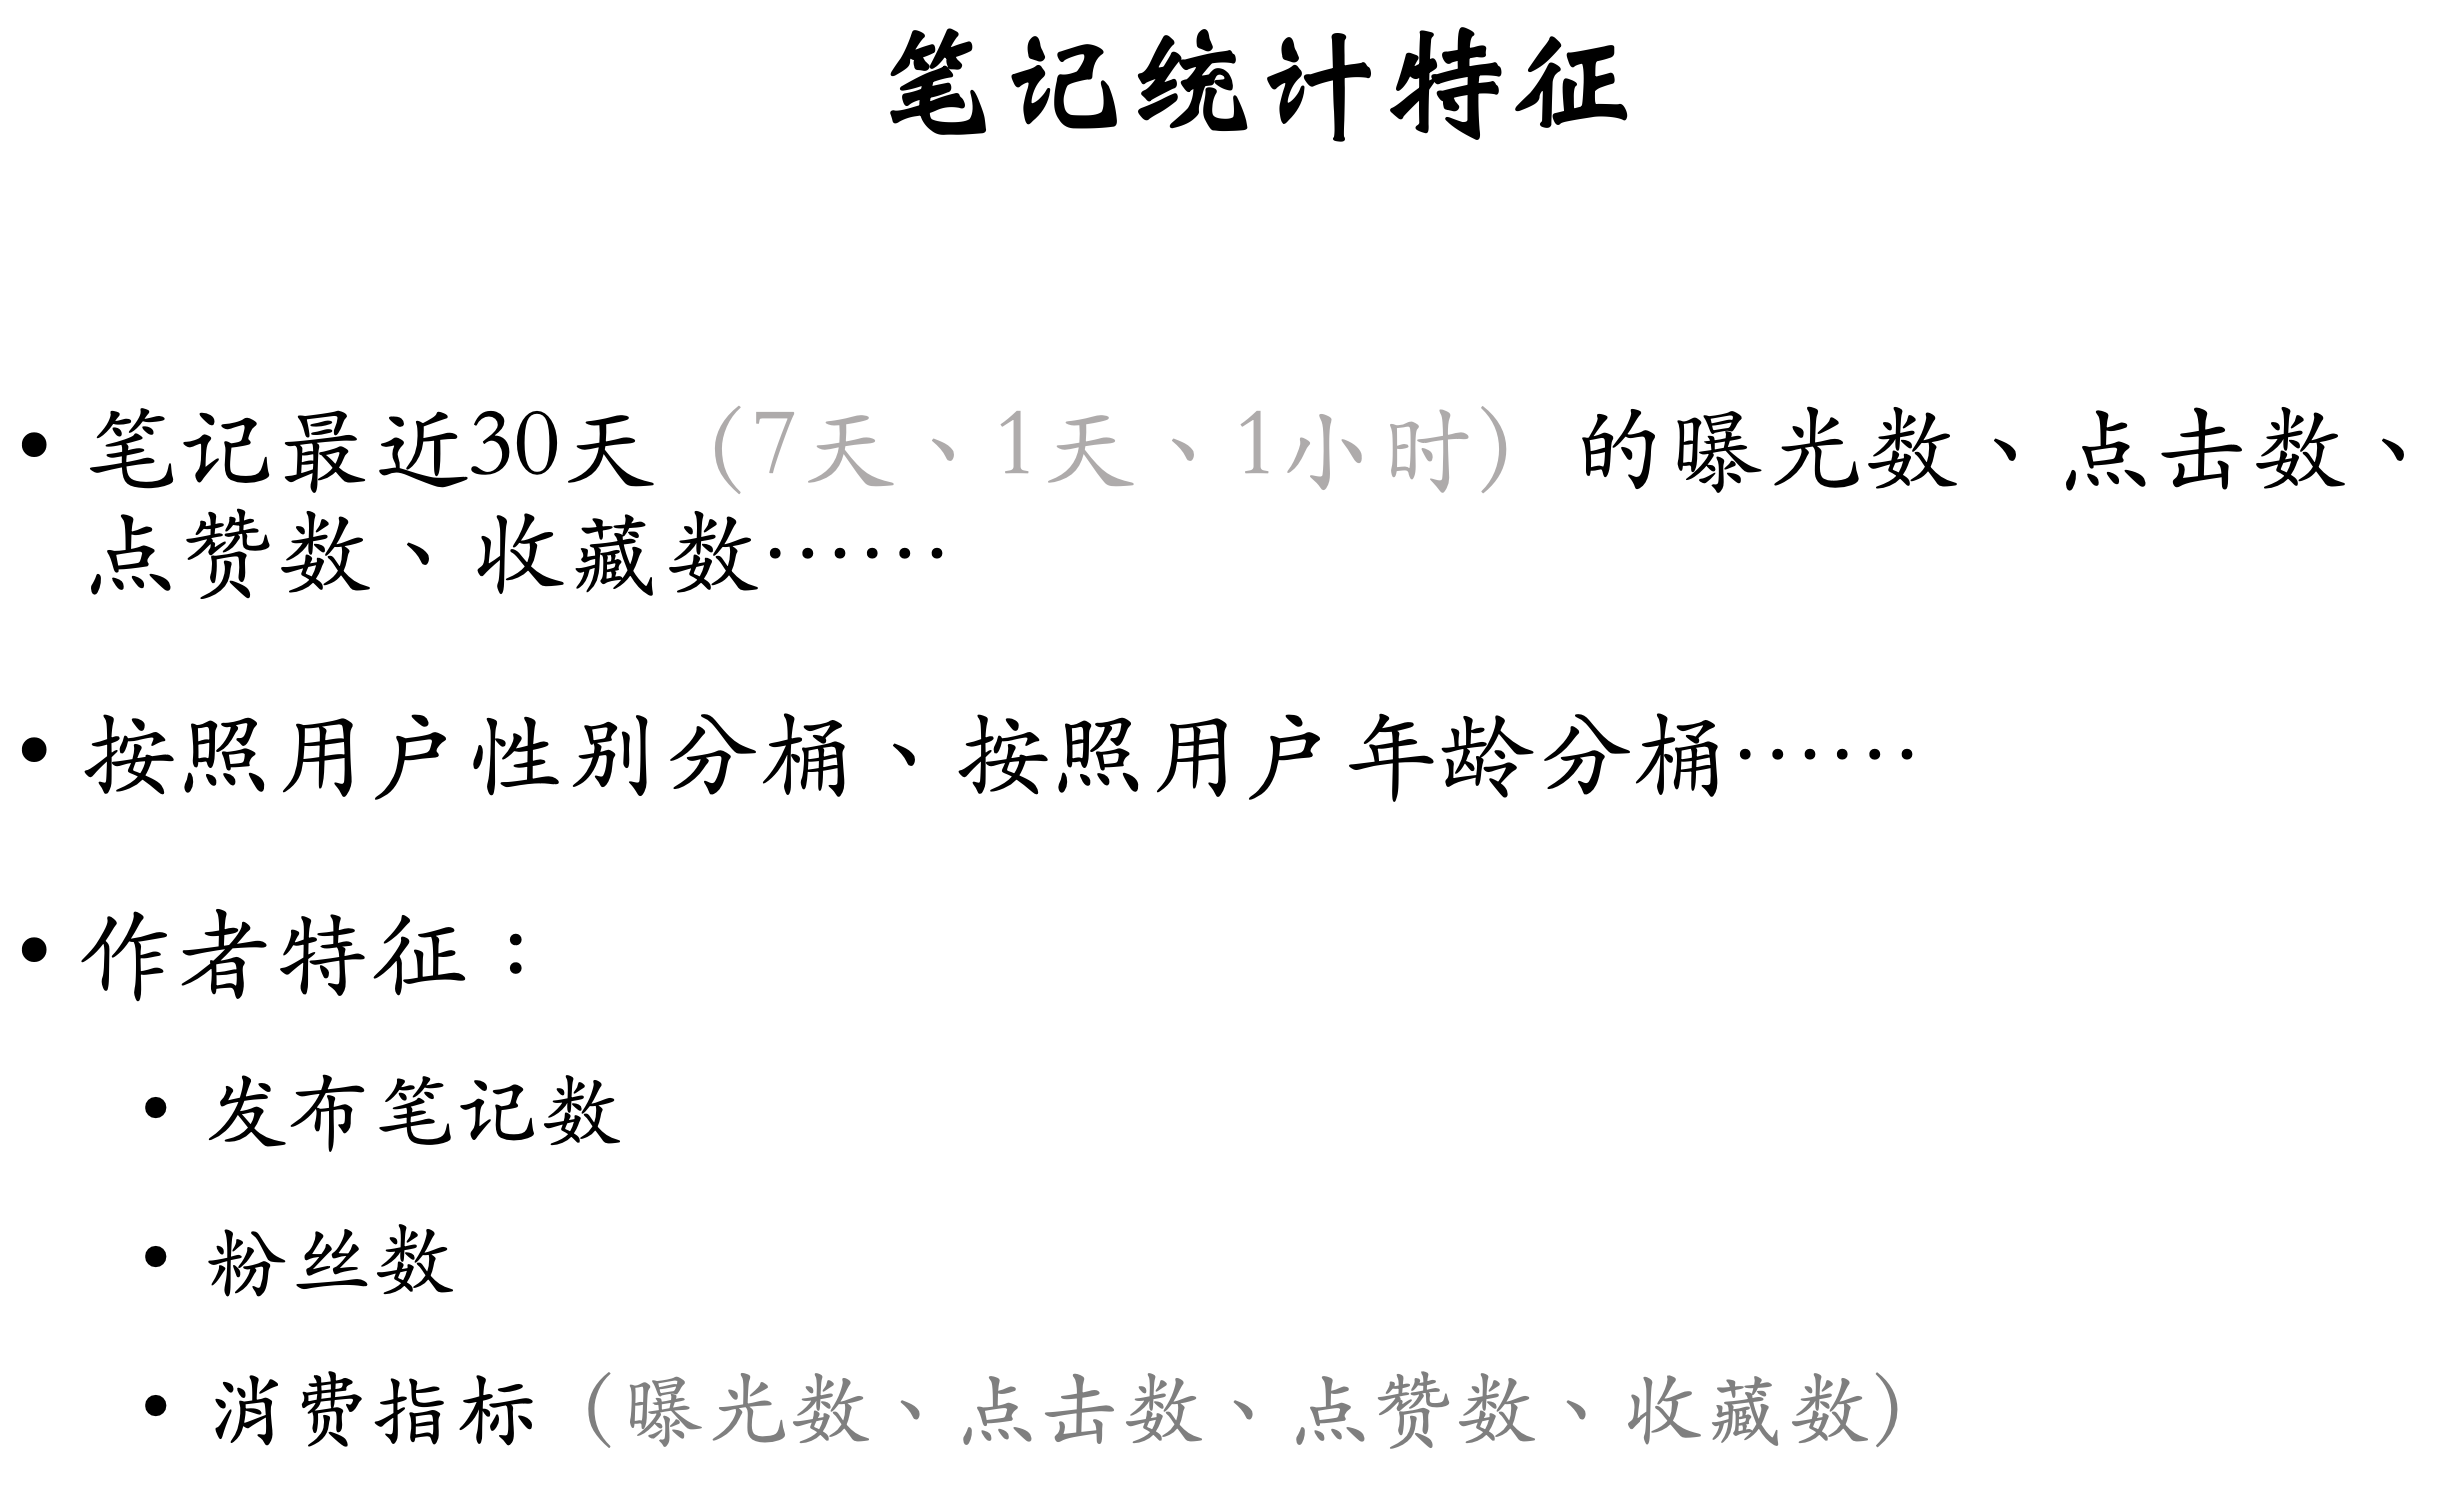 笔记统计特征
• 笔记最近30天（7天、1天、1小时）的曝光数、点击数、
点赞数、收藏数……
• 按照用户性别分桶、按照用户年龄分桶……
• 作者特征：
• 发布笔记数
• 粉丝数
• 消费指标（曝光数、点击数、点赞数、收藏数）